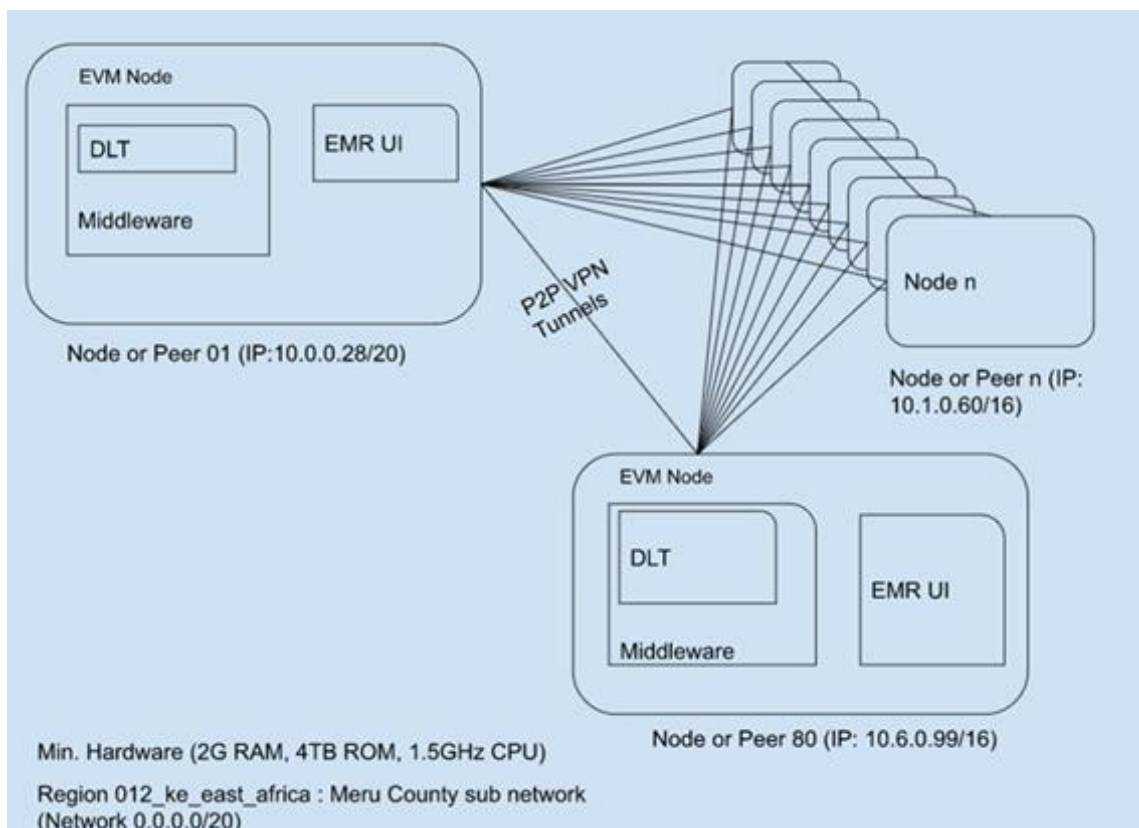 EVM Node
DLT
EMR UI
Middleware
Node or Peer 01 (IP:10.0.0.28/20)
P2P VPN
Tunnels
Node n
Node or Peer n (IP:
10.1.0.60/16)
EVM Node
DLT
EMR UI
Middleware
Node or Peer 80 (IP: 10.6.0.99/16)
Min. Hardware (2G RAM, 4TB ROM, 1.5GHz CPU)
Region 012_ke_east_africa : Meru County sub network
(Network 0.0.0.0/20)